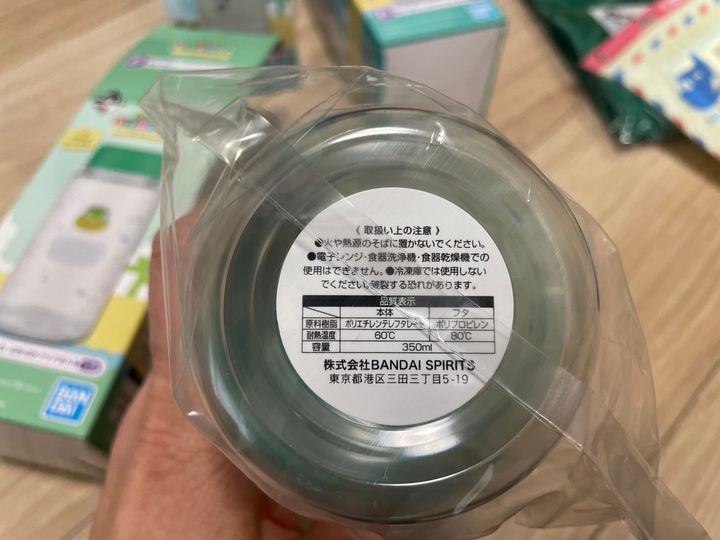 《 取扱い上の注意 》
●火や熱源のそばに置かないでください。
●電子レンジ・食器洗浄機・食器乾燥機での
使用はできません。●冷凍庫では使用しない
でください。破裂する恐れがあります。
品質表示
本体 フタ
原料樹脂 ポリエチレンテレフタレート ポリプロピレン
耐熱温度 60℃ 80℃
容量 350ml
株式会社BANDAI SPIRITS
東京都港区三田三丁目5-19
BAN
DAI